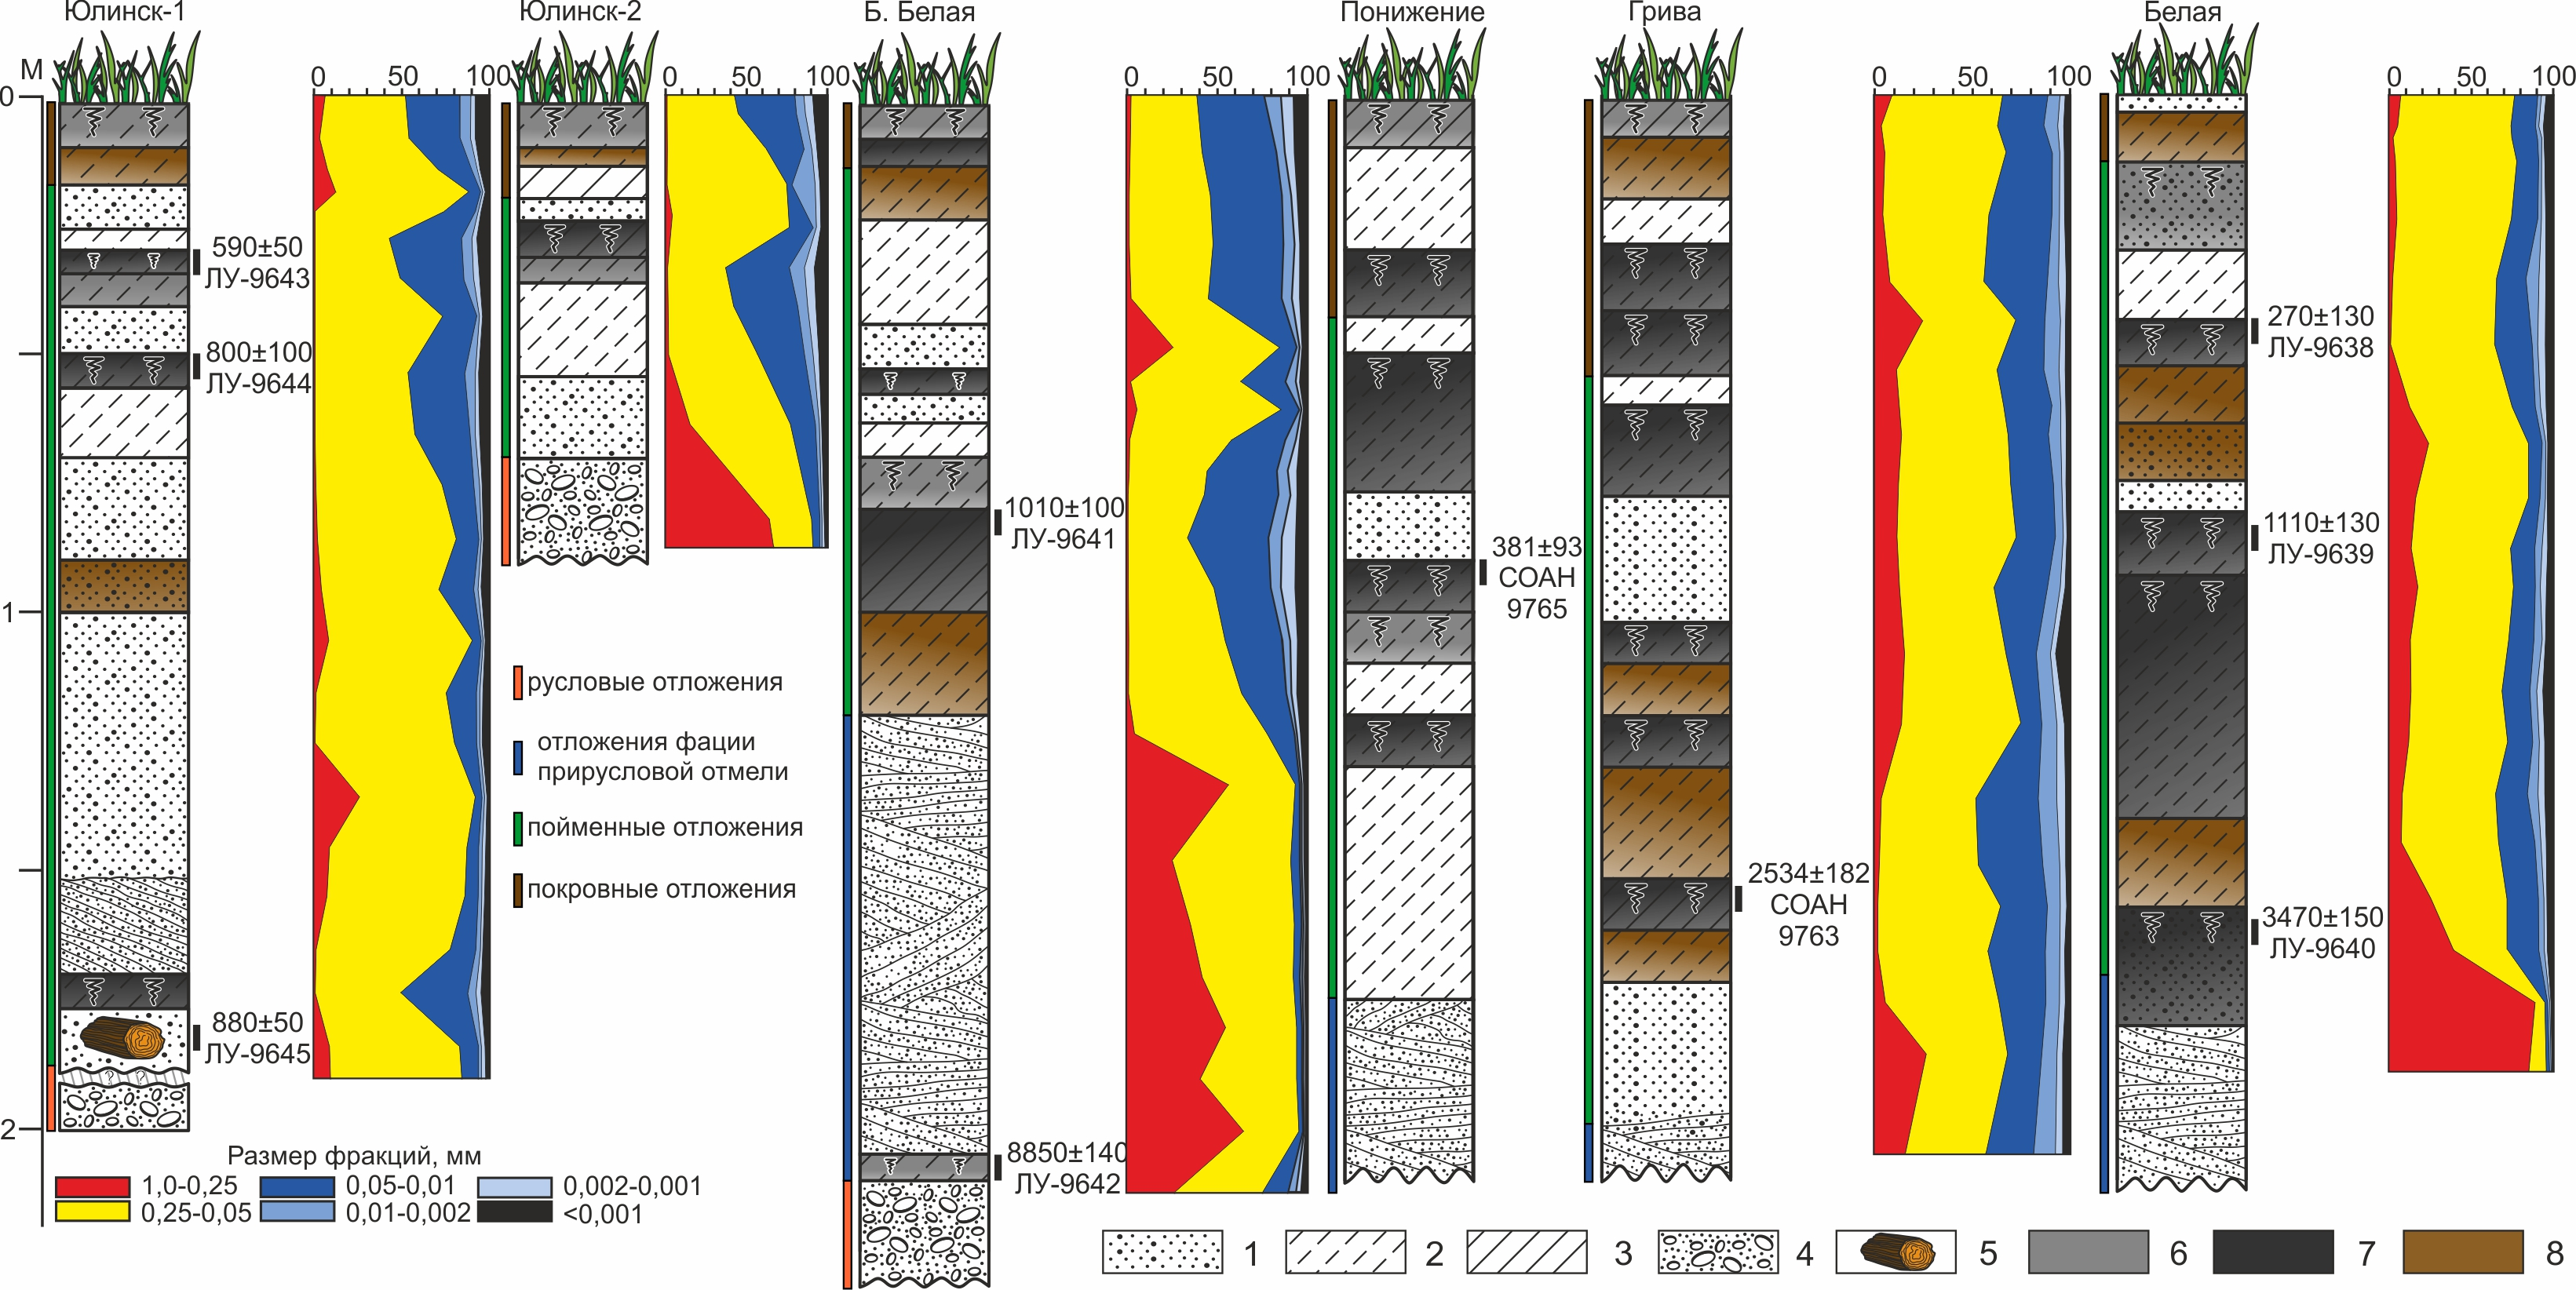 Юлинск-1
Юлинск-2
Б. Белая
Понижение
Грива
Белая
М
0
0 50 100
0 50 100
0 50 100
0 50 100
0 50 100
590±50
ЛУ-9643
800±100
ЛУ-9644
270±130
ЛУ-9638
1010±100
ЛУ-9641
1110±130
ЛУ-9639
381±93
СОАН
9765
1
русловые отложения
отложения фации
прирусловой отмели
пойменные отложения
покровные отложения
2534±182
СОАН
9763
3470±150
ЛУ-9640
880±50
ЛУ-9645
? ?
2
8850±140
ЛУ-9642
Размер фракций, мм
1,0-0,25
0,05-0,01
0,002-0,001
0,25-0,05
0,01-0,002
<0,001
1 2 3 4 5 6 7 8